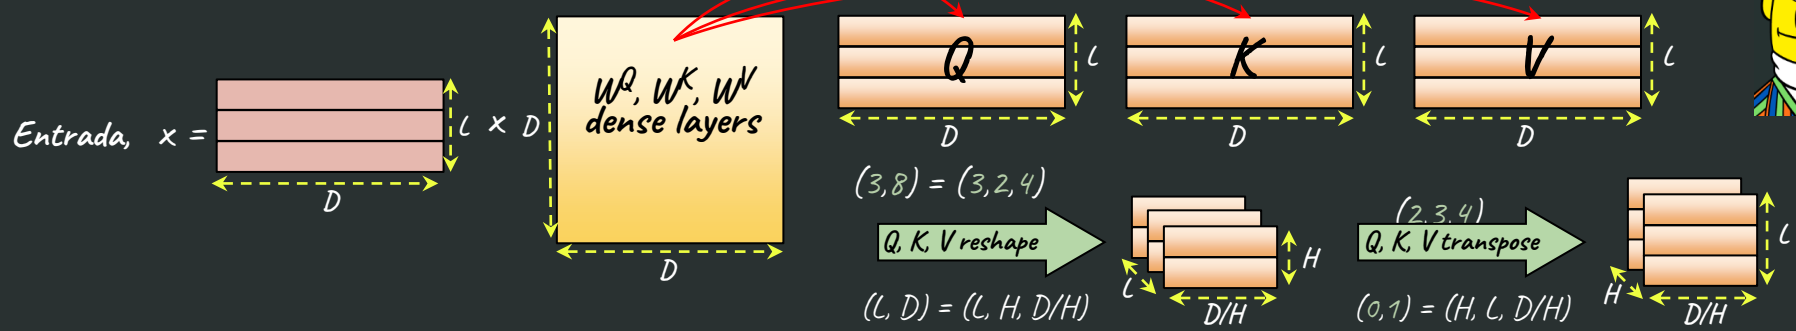 Entrada, x =
L
D
x D
W^Q, W^K, W^V
dense layers
D
Q
L
D
K
L
D
V
L
D
(3,8) = (3,2,4)
Q, K, V reshape
(L, D) = (L, H, D/H)
H
L
D/H
(2,3,4)
Q, K, V transpose
(0,1) = (H, L, D/H)
L
H
D/H